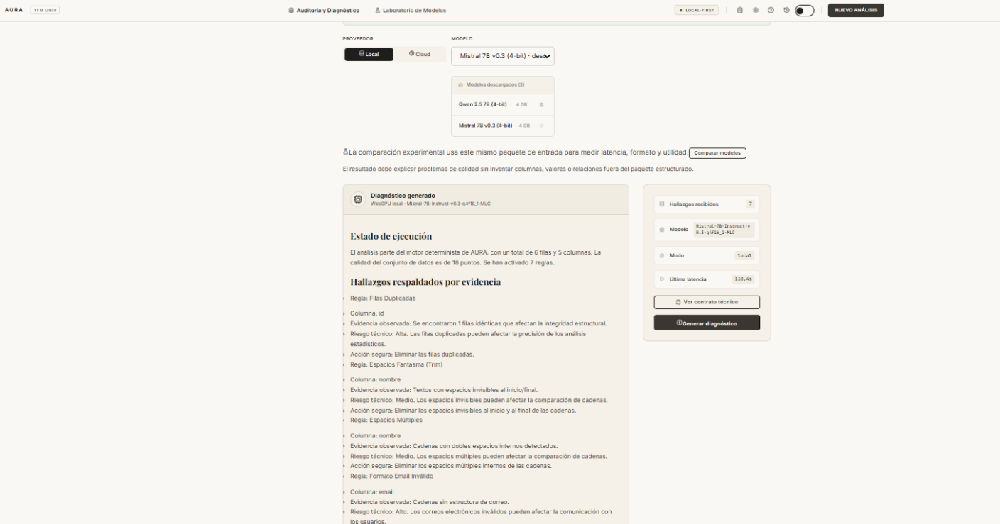 AURA
TFM UNIR
Auditoría y Diagnóstico
Laboratorio de Modelos
LOCAL-FIRST
NUEVO ANÁLISIS
PROVEEDOR
MODELO
Local
Cloud
Mistral 7B v0.3 (4-bit) · desc
Modelos descargados (2)
Qwen 2.5 7B (4-bit) 4 GB
Mistral 7B v0.3 (4-bit) 4 GB
La comparación experimental usa este mismo paquete de entrada para medir latencia, formato y utilidad.
Comparar modelos
El resultado debe explicar problemas de calidad sin inventar columnas, valores o relaciones fuera del paquete estructurado.
Diagnóstico generado
WebGPU local · Mistral-7B-Instruct-v0.3-q4f16_1-MLC
Estado de ejecución
El análisis parte del motor determinista de AURA, con un total de 6 filas y 5 columnas. La
calidad del conjunto de datos es de 18 puntos. Se han activado 7 reglas.
Hallazgos respaldados por evidencia
Regla: Filas Duplicadas
Columna: id
Evidencia observada: Se encontraron 1 filas idénticas que afectan la integridad estructural.
Riesgo técnico: Alta. Las filas duplicadas pueden afectar la precisión de los análisis
estadísticos.
Acción segura: Eliminar las filas duplicadas.
Regla: Espacios Fantasma (Trim)
Columna: nombre
Evidencia observada: Textos con espacios invisibles al inicio/final.
Riesgo técnico: Medio. Los espacios invisibles pueden afectar la comparación de cadenas.
Acción segura: Eliminar los espacios invisibles al inicio y al final de las cadenas.
Regla: Espacios Múltiples
Columna: nombre
Evidencia observada: Cadenas con dobles espacios internos detectados.
Riesgo técnico: Medio. Los espacios múltiples pueden afectar la comparación de cadenas.
Acción segura: Eliminar los espacios múltiples internos de las cadenas.
Regla: Formato Email Inválido
Columna: email
Evidencia observada: Cadenas sin estructura de correo.
Riesgo técnico: Alto. Los correos electrónicos inválidos pueden afectar la comunicación con
los usuarios.
Hallazgos recibidos 7
Modelo
Mistral-7B-Instruct-v
0.3-q4f16_1-MLC
Modo local
Última latencia 110.4s
Ver contrato técnico
Generar diagnóstico